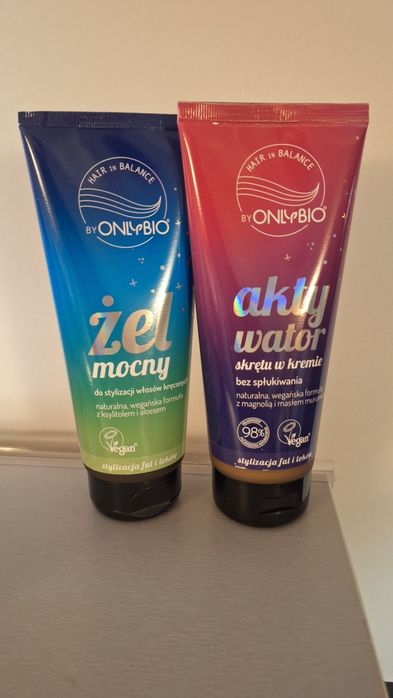 HAIR IN BALANCE
BY ONLYBIO®
żel
mocny
do stylizacji włosów kręconych
naturalna, wegańska formuła
z ksylitolem i aloesem
Vegan
stylizacja fal i loków
HAIR IN BALANCE
BY ONLYBIO®
akty
wator
skrętu w kremie
bez spłukiwania
naturalna, wegańska formuła
z magnolią i masłem
98%
Vegan
stylizacja fal i loków